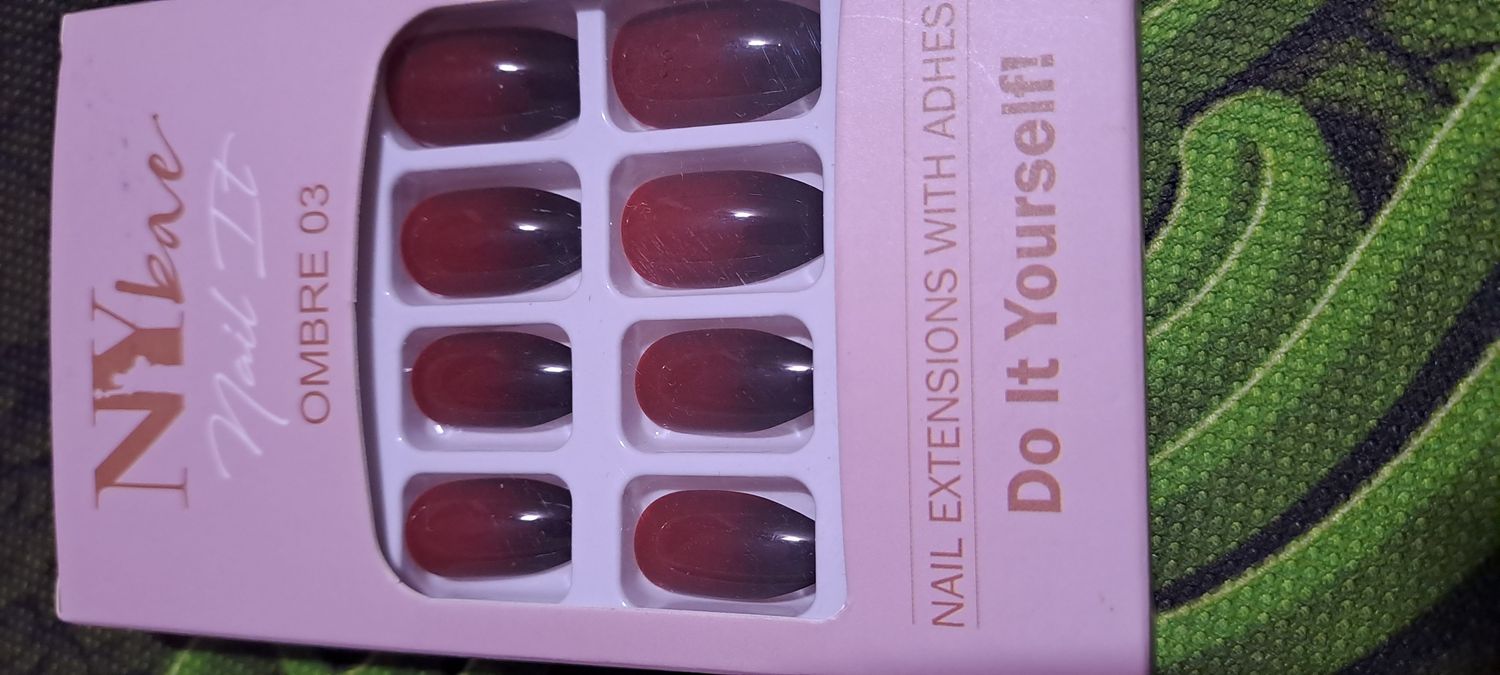 NYbae
Nail It
OMBRE 03
NAIL EXTENSIONS WITH ADHES
Do It Yourself!